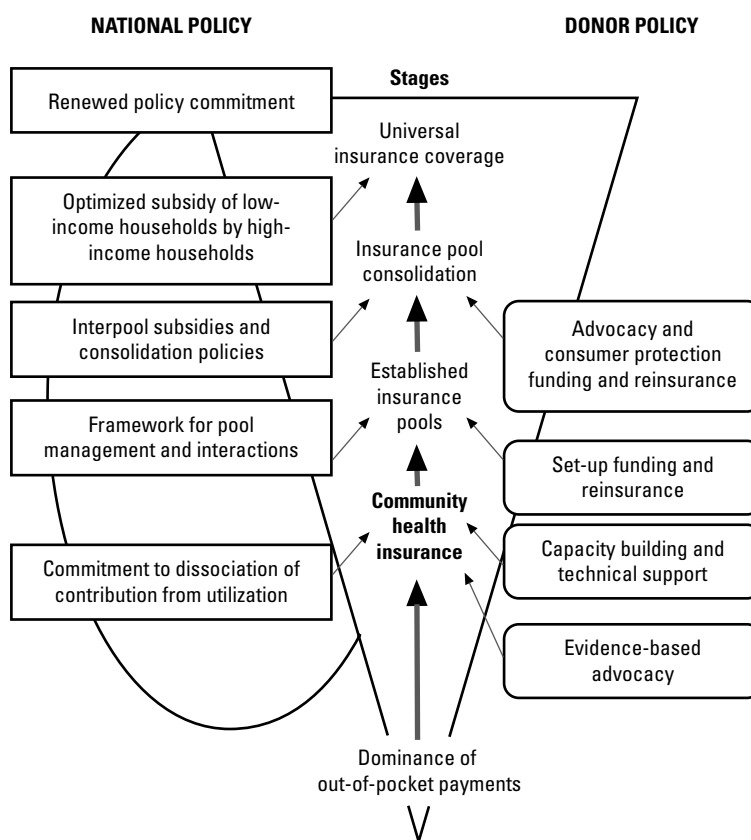 NATIONAL POLICY
DONOR POLICY
Stages
Renewed policy commitment
Universal
insurance coverage
Optimized subsidy of low-
income households by high-
income households
Insurance pool
consolidation
Interpool subsidies and
consolidation policies
Advocacy and
consumer protection
funding and reinsurance
Established
insurance
pools
Framework for pool
management and interactions
Set-up funding and
reinsurance
Community
health
insurance
Capacity building and
technical support
Commitment to dissociation of
contribution from utilization
Evidence-based
advocacy
Dominance of
out-of-pocket payments